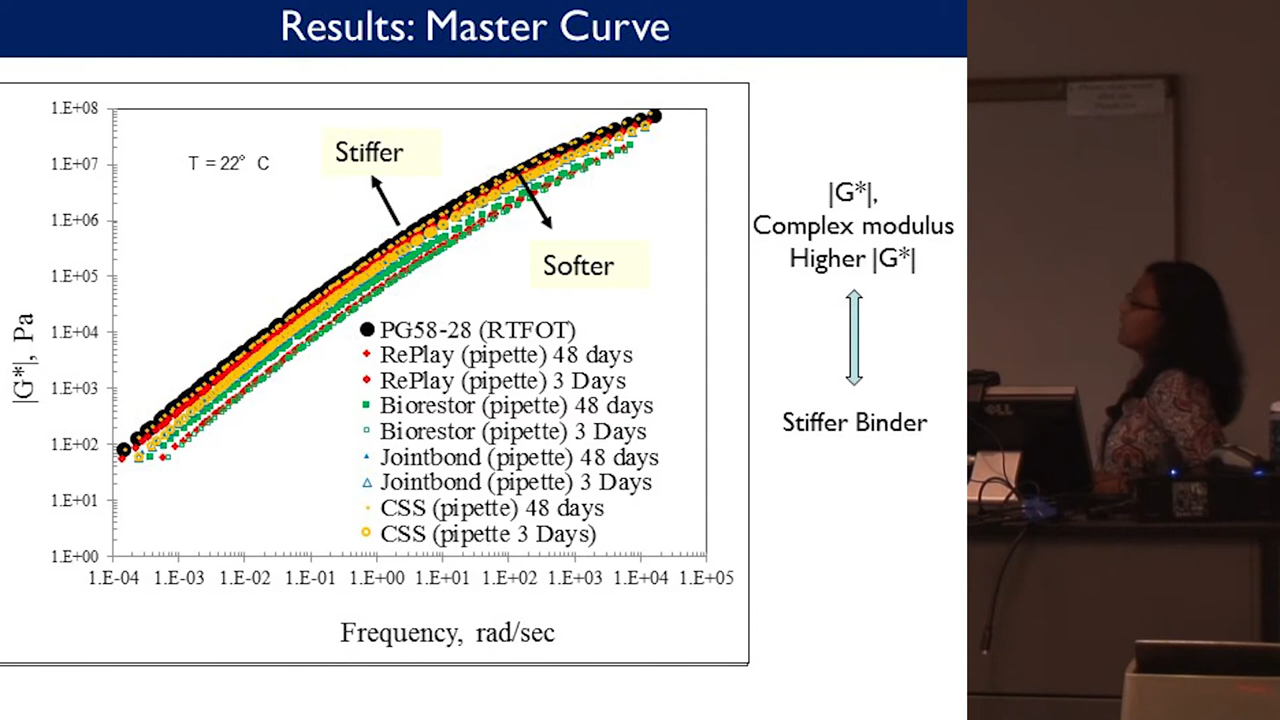 Results: Master Curve
1.E+08
1.E+07
1.E+06
1.E+05
1.E+04
1.E+03
1.E+02
1.E+01
1.E+00
|G*|, Pa
T = 22° C
Stiffer
Softer
PG58-28 (RTFOT)
RePlay (pipette) 48 days
RePlay (pipette) 3 Days
Biorestor (pipette) 48 days
Biorestor (pipette) 3 Days
Jointbond (pipette) 48 days
Jointbond (pipette) 3 Days
CSS (pipette) 48 days
CSS (pipette 3 Days)
1.E-04 1.E-03 1.E-02 1.E-01 1.E+00 1.E+01 1.E+02 1.E+03 1.E+04 1.E+05
Frequency, rad/sec
|G*|,
Complex modulus
Higher |G*|
Stiffer Binder
DELL